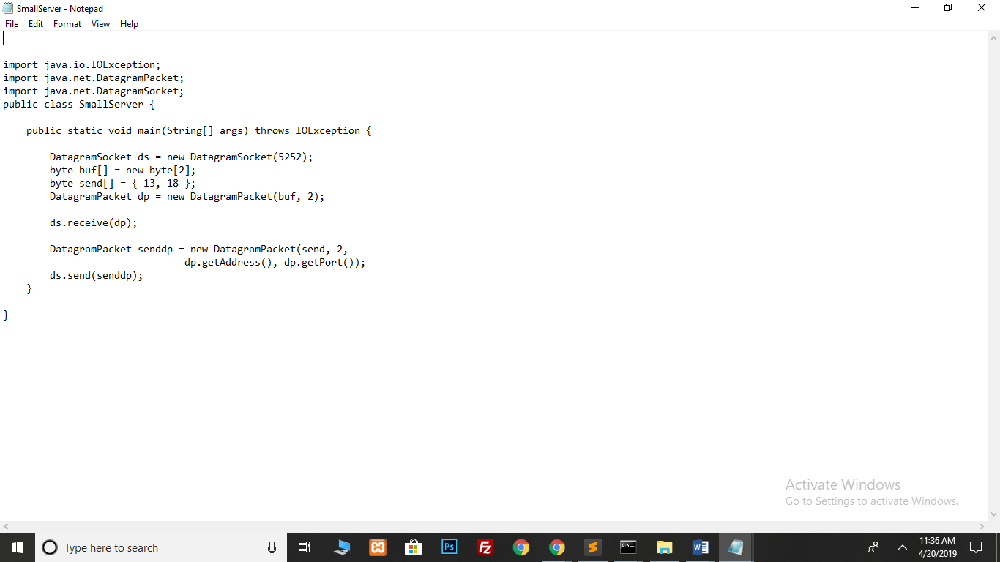 SmallServer - Notepad
File Edit Format View Help
import java.io.IOException;
import java.net.DatagramPacket;
import java.net.DatagramSocket;
public class SmallServer {
    public static void main(String[] args) throws IOException {
        DatagramSocket ds = new DatagramSocket(5252);
        byte buf[] = new byte[2];
        byte send[] = { 13, 18 };
        DatagramPacket dp = new DatagramPacket(buf, 2);
        ds.receive(dp);
        DatagramPacket senddp = new DatagramPacket(send, 2,
                               dp.getAddress(), dp.getPort());
        ds.send(senddp);
    }
}
Activate Windows
Go to Settings to activate Windows.
Type here to search
Ps
Fz
W
11:36 AM
4/20/2019